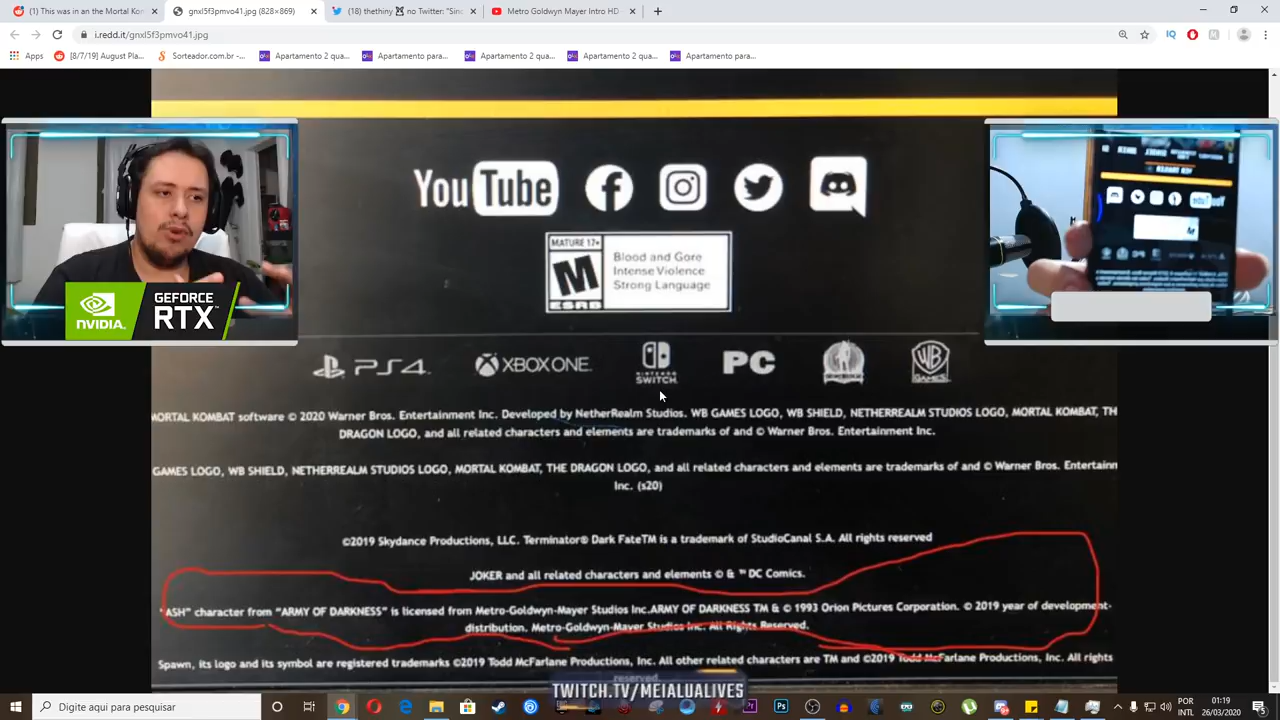 (1) This was in the Mortal Kon
gnxl5f3pmvo41.jpg (828×869)
(18) thethiny no Twitter: "Sinc
Metro Goldwyn Mayer Intro HD
i.redd.it/gnxl5f3pmvo41.jpg
Apps
[8/7/19] August Pla...
Sorteador.com.br -...
Apartamento 2 qua...
Apartamento para...
Apartamento 2 qua...
Apartamento 2 qua...
Apartamento para...
YouTube
MATURE 17+
M
ESRB
Blood and Gore
Intense Violence
Strong Language
NVIDIA.
GEFORCE
RTX
PS4
XBOX ONE
NINTENDO
SWITCH
PC
WB
GAMES
MORTAL KOMBAT software © 2020 Warner Bros. Entertainment Inc. Developed by NetherRealm Studios. WB GAMES LOGO, WB SHIELD, NETHERREALM STUDIOS LOGO, MORTAL KOMBAT, TH
DRAGON LOGO, and all related characters and elements are trademarks of and © Warner Bros. Entertainment Inc.
GAMES LOGO, WB SHIELD, NETHERREALM STUDIOS LOGO, MORTAL KOMBAT, THE DRAGON LOGO, and all related characters and elements are trademarks of and © Warner Bros. Entertainm
Inc. (s20)
©2019 Skydance Productions, LLC. Terminator® Dark FateTM is a trademark of StudioCanal S.A. All rights reserved
JOKER and all related characters and elements © & ™ DC Comics.
"ASH" character from "ARMY OF DARKNESS" is licensed from Metro-Goldwyn-Mayer Studios Inc.ARMY OF DARKNESS TM & © 1993 Orion Pictures Corporation. © 2019 year of development-
distribution. Metro-Goldwyn-Mayer Studios Inc. All Rights Reserved.
Spawn, its logo and its symbol are registered trademarks ©2019 Todd McFarlane Productions, Inc. All other related characters are TM and ©2019 Todd McFarlane Productions, Inc. All rights
reserved.
TWITCH.TV/MEIALUALIVES
Digite aqui para pesquisar
POR
INTL
01:19
26/03/2020